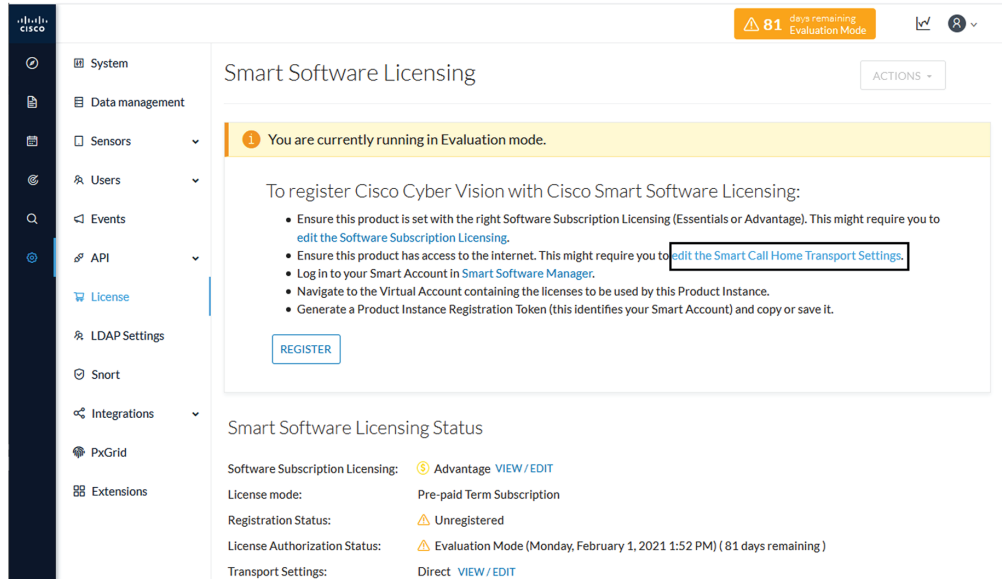 cisco
81 days remaining
Evaluation Mode
System
Data management
Sensors
Users
Events
API
License
LDAP Settings
Snort
Integrations
PxGrid
Extensions
Smart Software Licensing
ACTIONS
You are currently running in Evaluation mode.
To register Cisco Cyber Vision with Cisco Smart Software Licensing:
Ensure this product is set with the right Software Subscription Licensing (Essentials or Advantage). This might require you to
edit the Software Subscription Licensing.
Ensure this product has access to the internet. This might require you to edit the Smart Call Home Transport Settings.
Log in to your Smart Account in Smart Software Manager.
Navigate to the Virtual Account containing the licenses to be used by this Product Instance.
Generate a Product Instance Registration Token (this identifies your Smart Account) and copy or save it.
REGISTER
Smart Software Licensing Status
Software Subscription Licensing: Advantage VIEW / EDIT
License mode: Pre-paid Term Subscription
Registration Status: Unregistered
License Authorization Status: Evaluation Mode (Monday, February 1, 2021 1:52 PM) ( 81 days remaining )
Transport Settings: Direct VIEW / EDIT